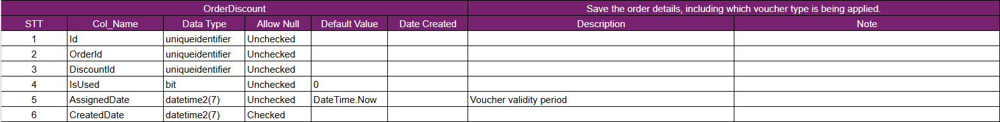 OrderDiscount Save the order details, including which voucher type is being applied.
STT Col_Name Data Type Allow Null Default Value Date Created Description Note
1 Id uniqueidentifier Unchecked
2 OrderId uniqueidentifier Unchecked
3 DiscountId uniqueidentifier Unchecked
4 IsUsed bit Unchecked 0
5 AssignedDate datetime2(7) Unchecked DateTime.Now Voucher validity period
6 CreatedDate datetime2(7) Checked